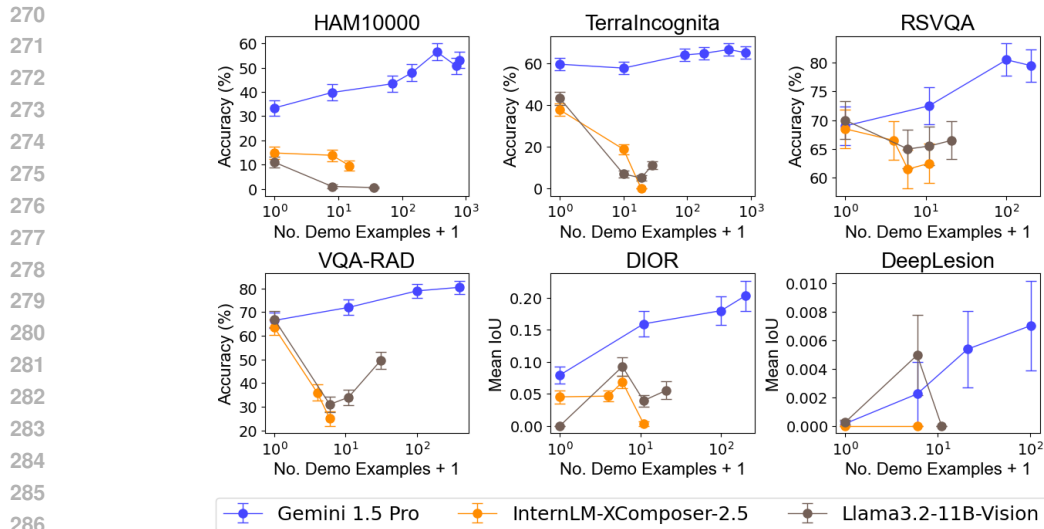 270
271
272
273
274
275
276
277
278
279
280
281
282
283
284
285
286
HAM10000
Accuracy (%)
60
50
40
30
20
10
0
10⁰ 10¹ 10² 10³
No. Demo Examples + 1
TerraIncognita
Accuracy (%)
60
40
20
0
10⁰ 10¹ 10² 10³
No. Demo Examples + 1
RSVQA
Accuracy (%)
80
75
70
65
60
10⁰ 10¹ 10²
No. Demo Examples + 1
VQA-RAD
Accuracy (%)
80
70
60
50
40
30
20
10⁰ 10¹ 10²
No. Demo Examples + 1
DIOR
Mean IoU
0.20
0.15
0.10
0.05
0.00
10⁰ 10¹ 10²
No. Demo Examples + 1
DeepLesion
Mean IoU
0.010
0.008
0.006
0.004
0.002
0.000
10⁰ 10¹ 10²
No. Demo Examples + 1
Gemini 1.5 Pro InternLM-XComposer-2.5 Llama3.2-11B-Vision